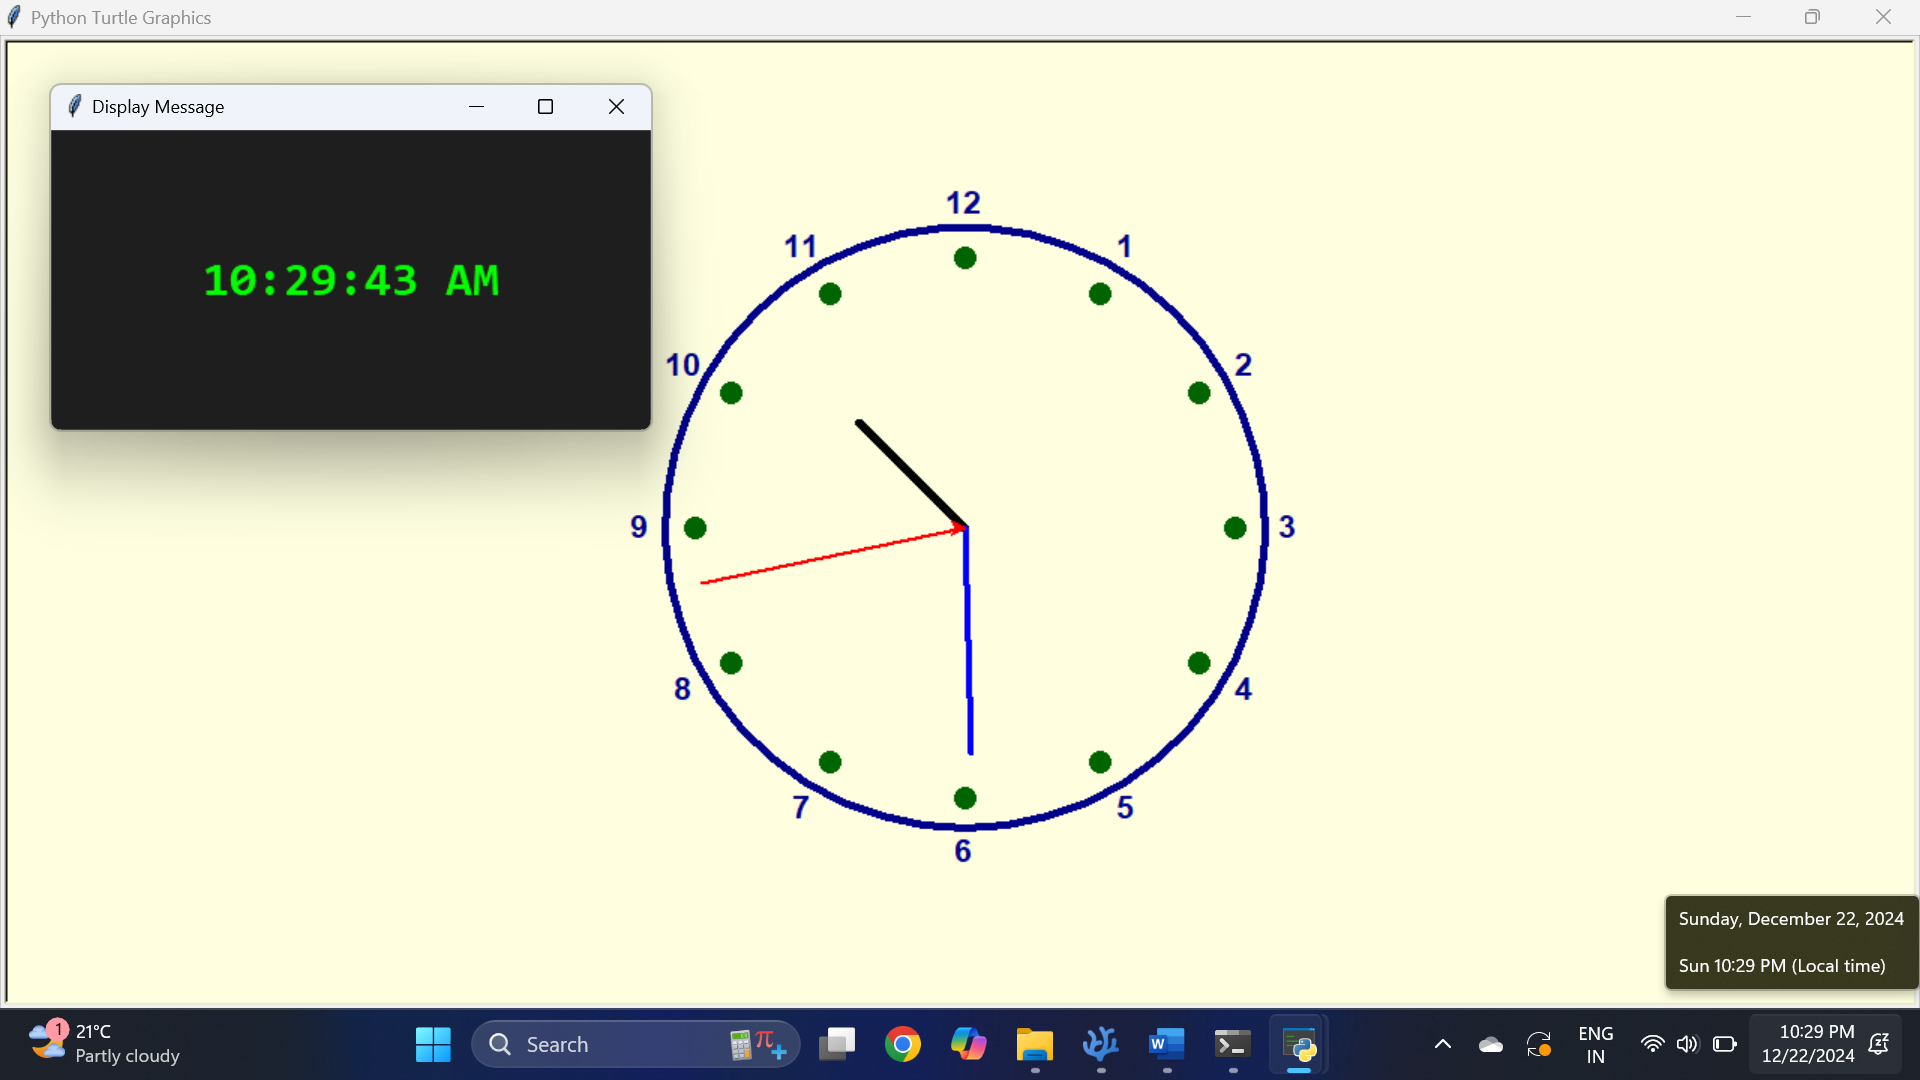 Python Turtle Graphics
Display Message
10:29:43 AM
12
11
1
10
2
9
3
8
4
7
5
6
Sunday, December 22, 2024
Sun 10:29 PM (Local time)
1
21°C
Partly cloudy
Search
ENG
IN
10:29 PM
12/22/2024